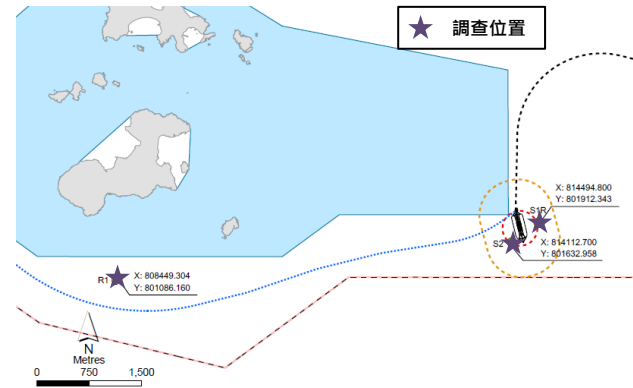 調查位置
X: 814494.800
S1R
Y: 801912.343
S2
X: 814112.700
Y: 801632.958
R1
X: 808449.304
Y: 801086.160
N
Metres
0 750 1,500